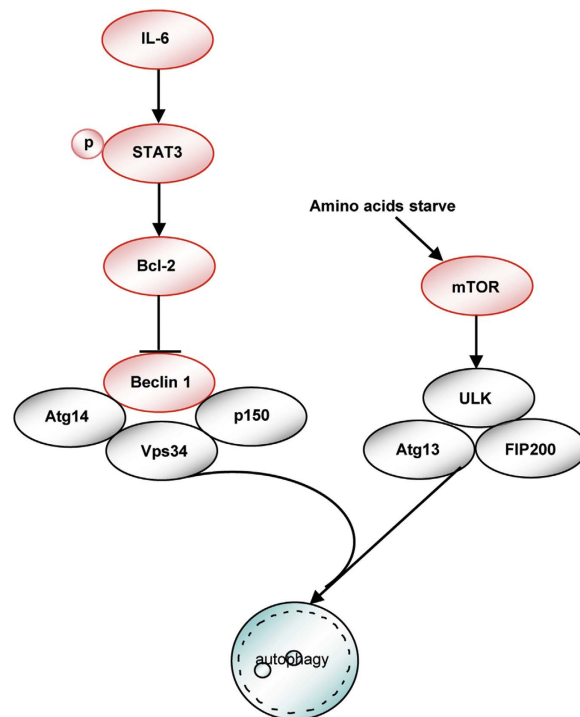 IL-6
p
STAT3
Amino acids starve
Bcl-2
mTOR
Beclin 1
ULK
Atg14
p150
Vps34
Atg13
FIP200
autophagy